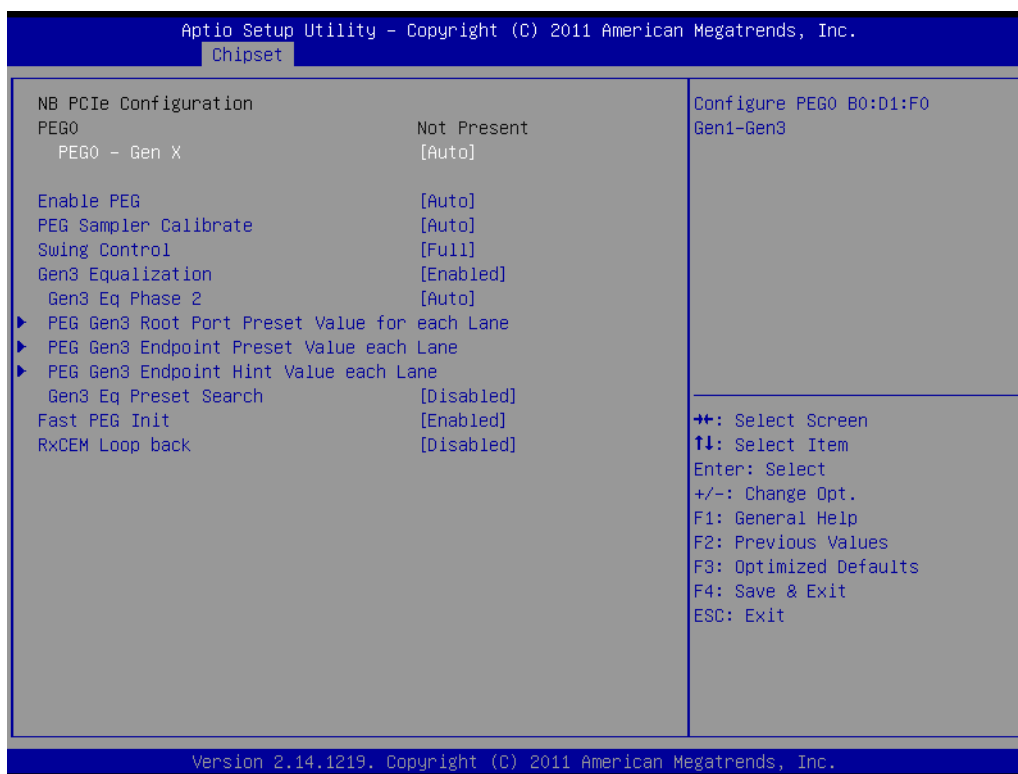 Aptio Setup Utility – Copyright (C) 2011 American Megatrends, Inc.
Chipset
NB PCIe Configuration
PEG0 Not Present
PEG0 – Gen X [Auto]
Enable PEG [Auto]
PEG Sampler Calibrate [Auto]
Swing Control [Full]
Gen3 Equalization [Enabled]
Gen3 Eq Phase 2 [Auto]
▶ PEG Gen3 Root Port Preset Value for each Lane
▶ PEG Gen3 Endpoint Preset Value each Lane
▶ PEG Gen3 Endpoint Hint Value each Lane
Gen3 Eq Preset Search [Disabled]
Fast PEG Init [Enabled]
RxCEM Loop back [Disabled]
Configure PEG0 B0:D1:F0
Gen1-Gen3
→←: Select Screen
↑↓: Select Item
Enter: Select
+/-: Change Opt.
F1: General Help
F2: Previous Values
F3: Optimized Defaults
F4: Save & Exit
ESC: Exit
Version 2.14.1219. Copyright (C) 2011 American Megatrends, Inc.